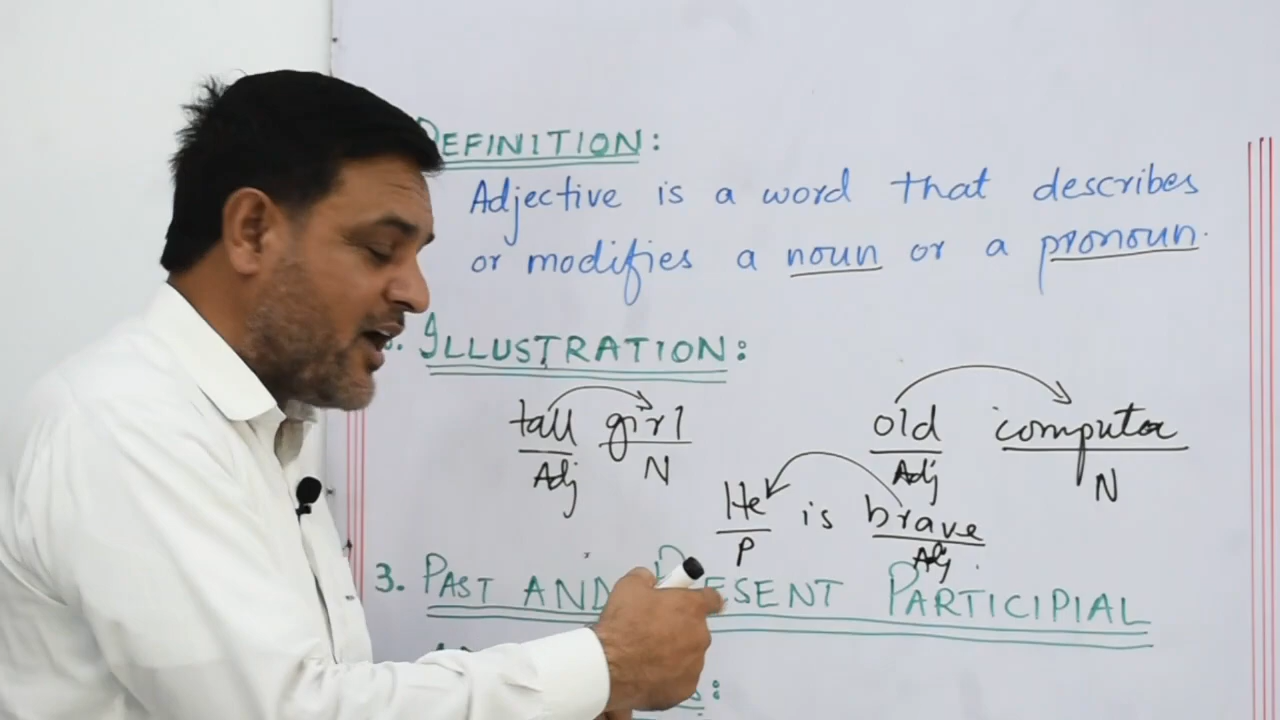 DEFINITION:
Adjective is a word that describes
or modifies a noun or a pronoun.
ILLUSTRATION:
tall girl
Adj N
old computer
Adj N
He is brave
P Adj
3. PAST AND PRESENT PARTICIPIAL